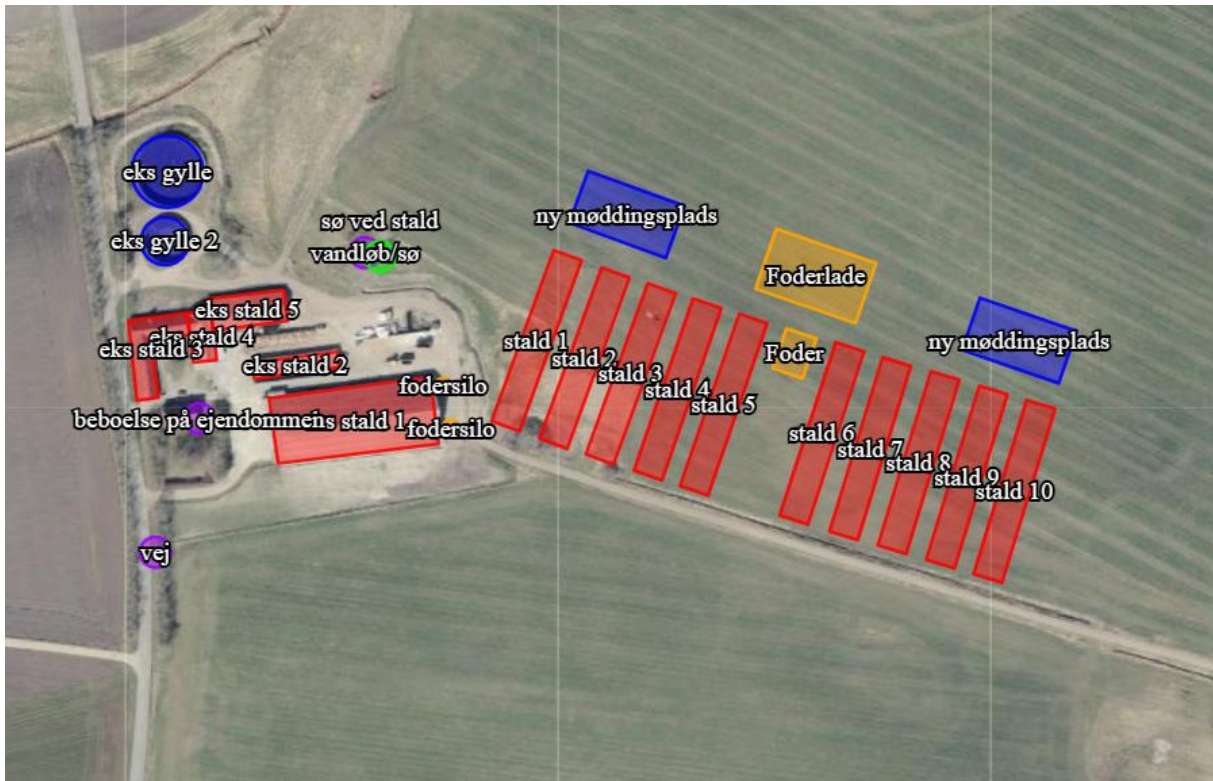 eks gylle
eks gylle 2
sø ved stald
vandløb/sø
ny møddingsplads
Foderlade
eks stald 5
eks stald 4
eks stald 3
eks stald 2
fodersilo
beboelse på ejendommens stald 1
fodersilo
stald 1
stald 2
stald 3
stald 4
stald 5
Foder
ny møddingsplads
stald 6
stald 7
stald 8
stald 9
stald 10
vej